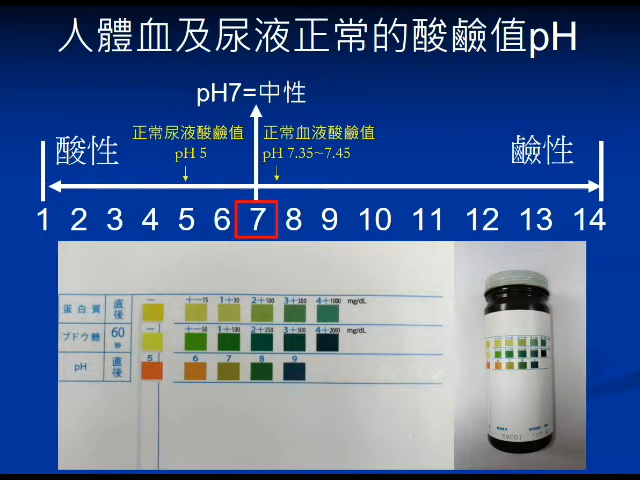 人體血及尿液正常的酸鹼值pH
pH7=中性
正常尿液酸鹼值 正常血液酸鹼值
酸性 pH 5 pH 7.35~7.45 鹼性
1 2 3 4 5 6 7 8 9 10 11 12 13 14
蛋白質 直後 − +−15 1+30 2+100 3+300 4+1000 mg/dL
ブドウ糖 60秒 − +−50 1+100 2+250 3+500 4+2000 mg/dL
pH 直後 5 6 7 8 9